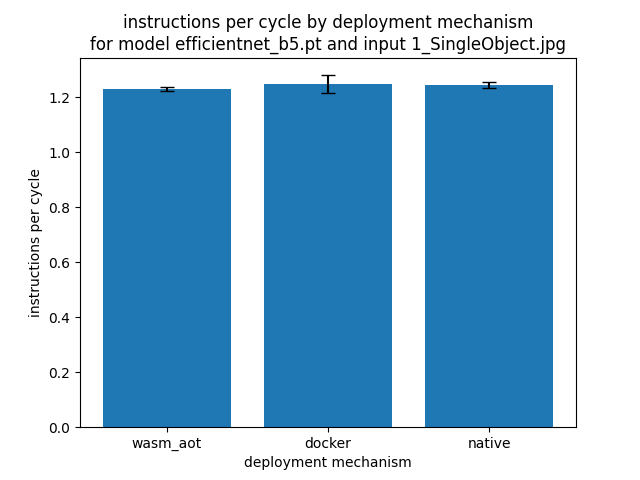 instructions per cycle by deployment mechanism
for model efficientnet_b5.pt and input 1_SingleObject.jpg
instructions per cycle
1.2
1.0
0.8
0.6
0.4
0.2
0.0
wasm_aot
docker
native
deployment mechanism